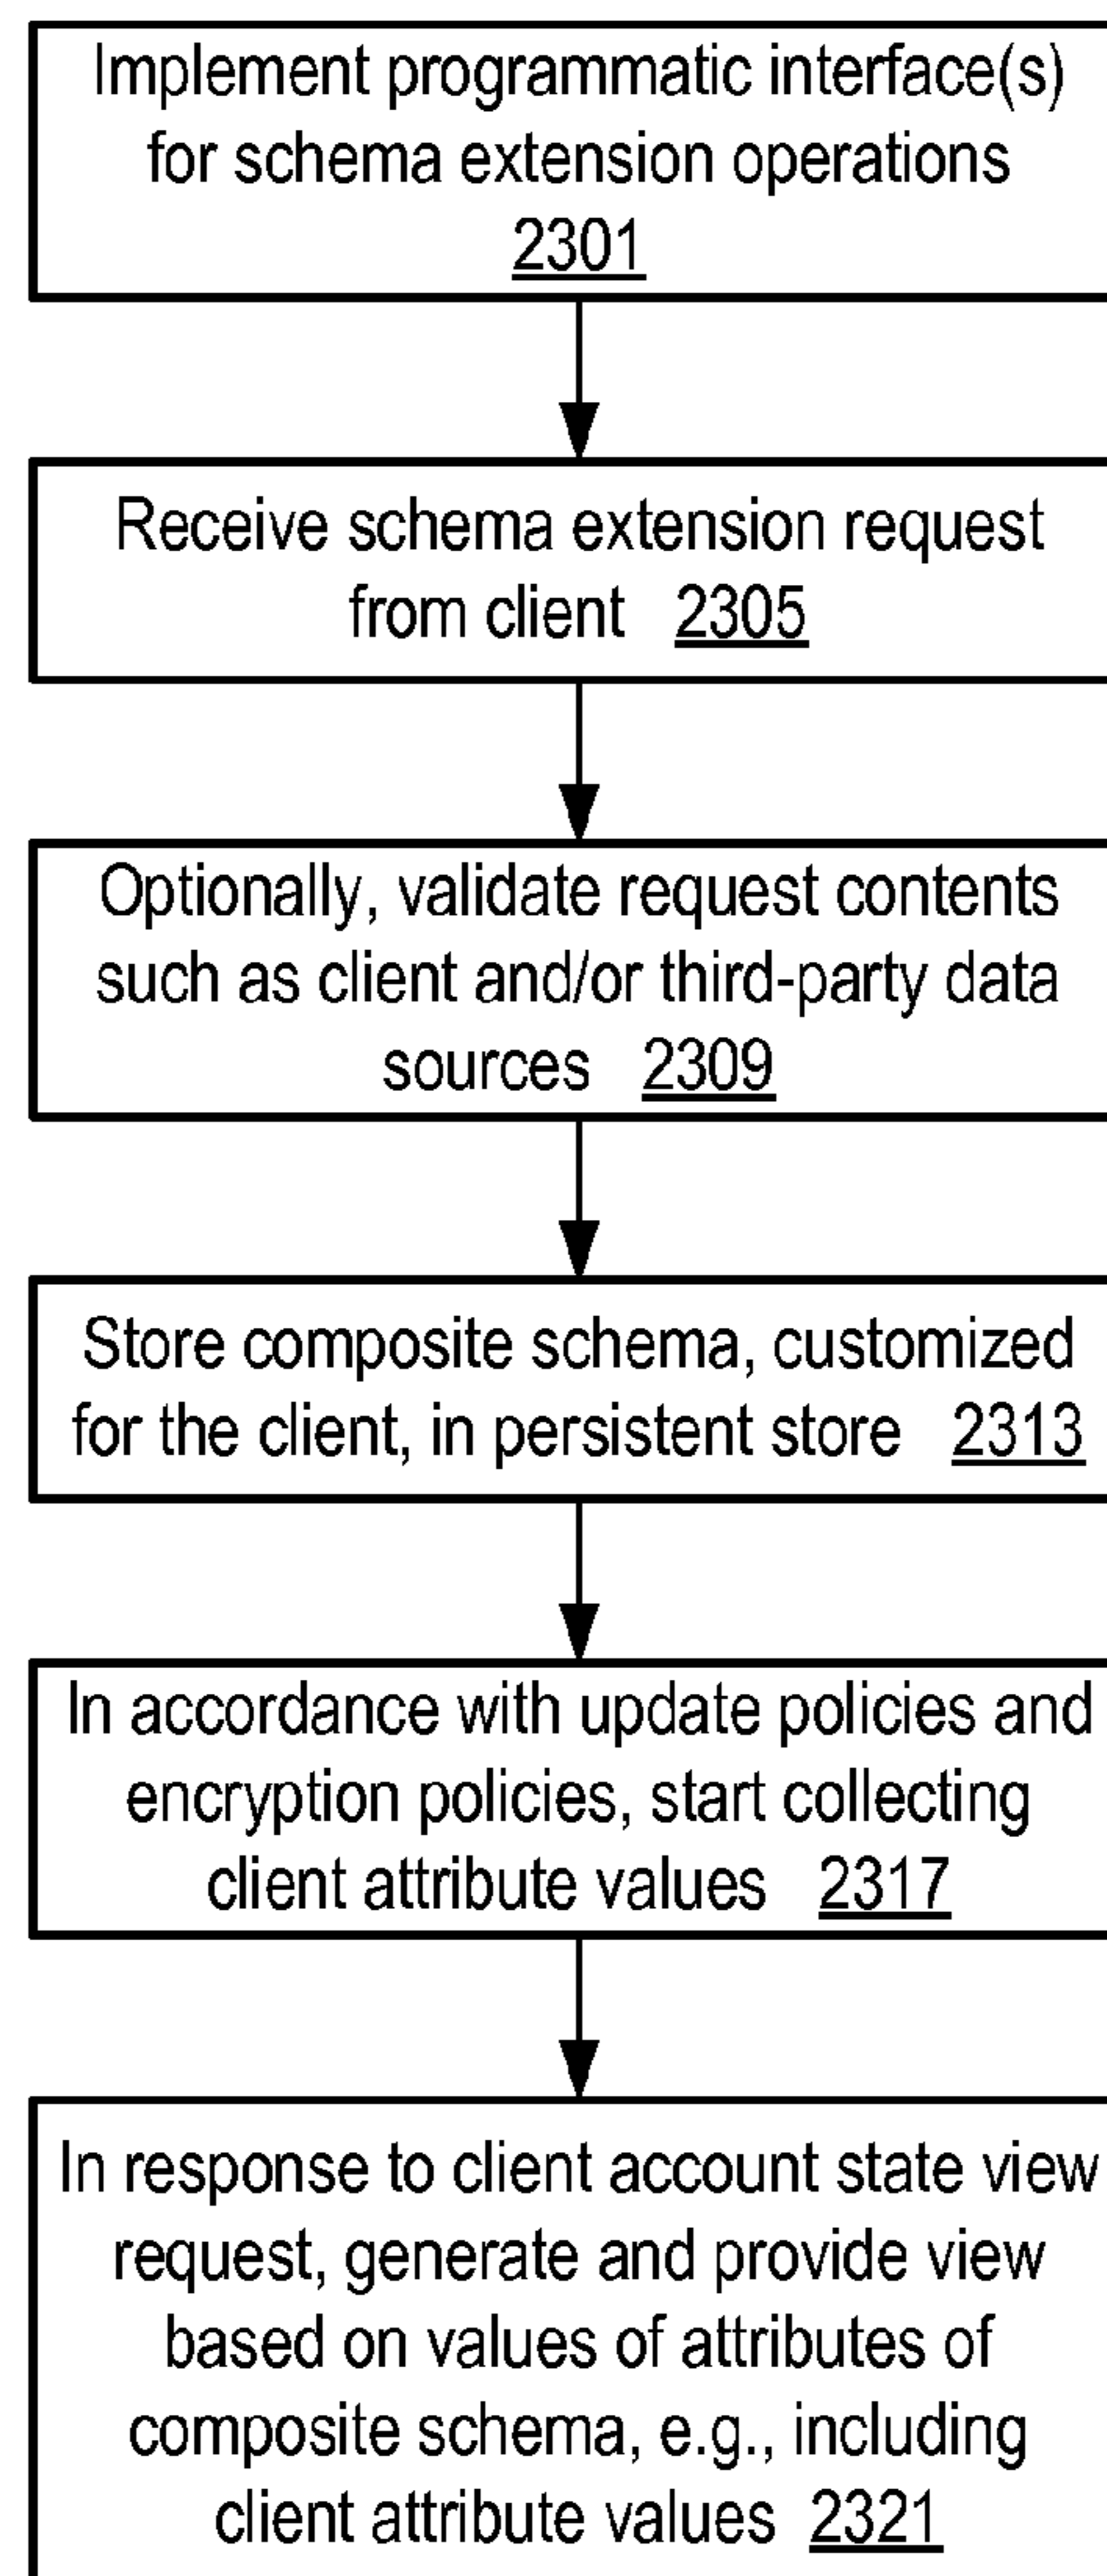 Implement programmatic interface(s)
for schema extension operations
2301
Receive schema extension request
from client 2305
Optionally, validate request contents
such as client and/or third-party data
sources 2309
Store composite schema, customized
for the client, in persistent store 2313
In accordance with update policies and
encryption policies, start collecting
client attribute values 2317
In response to client account state view
request, generate and provide view
based on values of attributes of
composite schema, e.g., including
client attribute values 2321